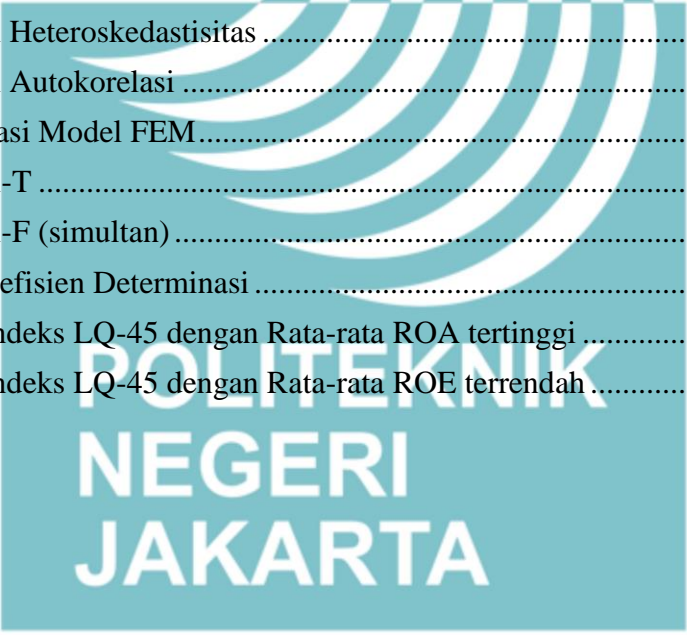 Heteroskedastisitas ......................................................
Autokorelasi ................................................................
asi Model FEM..............................................................
-T .................................................................................
-F (simultan) ................................................................
efisien Determinasi ......................................................
ndeks LQ-45 dengan Rata-rata ROA tertinggi .............
ndeks LQ-45 dengan Rata-rata ROE terrendah ............
POLITEKNIK
NEGERI
JAKARTA